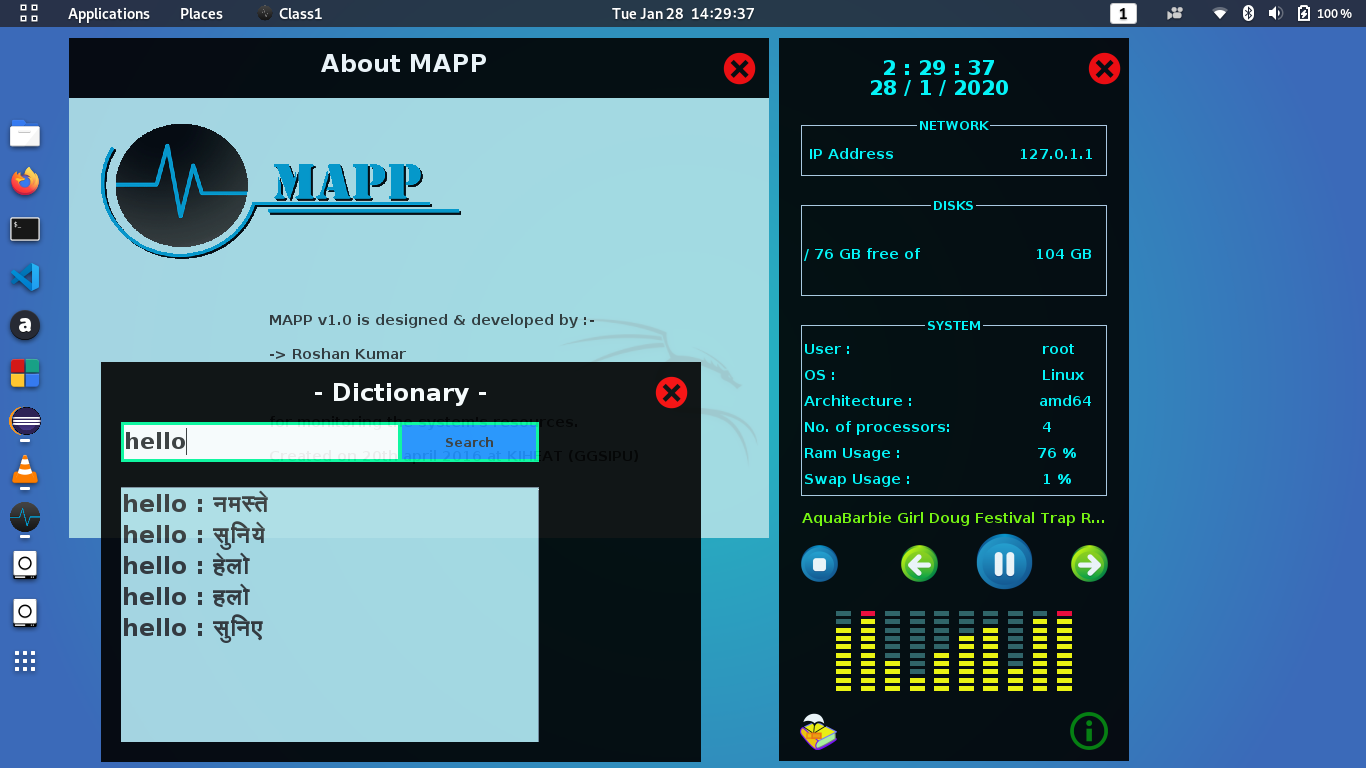 Applications Places Class1 Tue Jan 28 14:29:37 1 100 %
About MAPP
MAPP
MAPP v1.0 is designed & developed by :-
-> Roshan Kumar
for monitoring the system's resources.
Created on 20th april 2016 at KIHEAT (GGSIPU)
- Dictionary -
hello
Search
hello : नमस्ते
hello : सुनिये
hello : हेलो
hello : हलो
hello : सुनिए
2 : 29 : 37
28 / 1 / 2020
NETWORK
IP Address 127.0.1.1
DISKS
/ 76 GB free of 104 GB
SYSTEM
User : root
OS : Linux
Architecture : amd64
No. of processors: 4
Ram Usage : 76 %
Swap Usage : 1 %
AquaBarbie Girl Doug Festival Trap R...